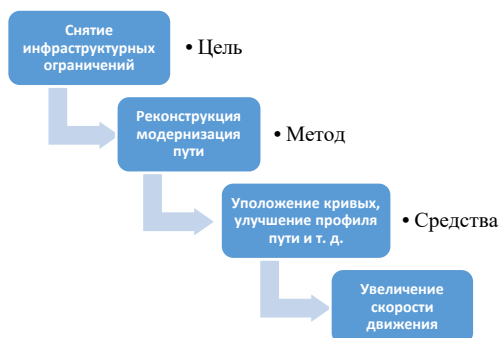 Снятие
инфраструктурных
ограничений
• Цель
Реконструкция
модернизация
пути
• Метод
Уположение кривых,
улучшение профиля
пути и т. д.
• Средства
Увеличение
скорости
движения